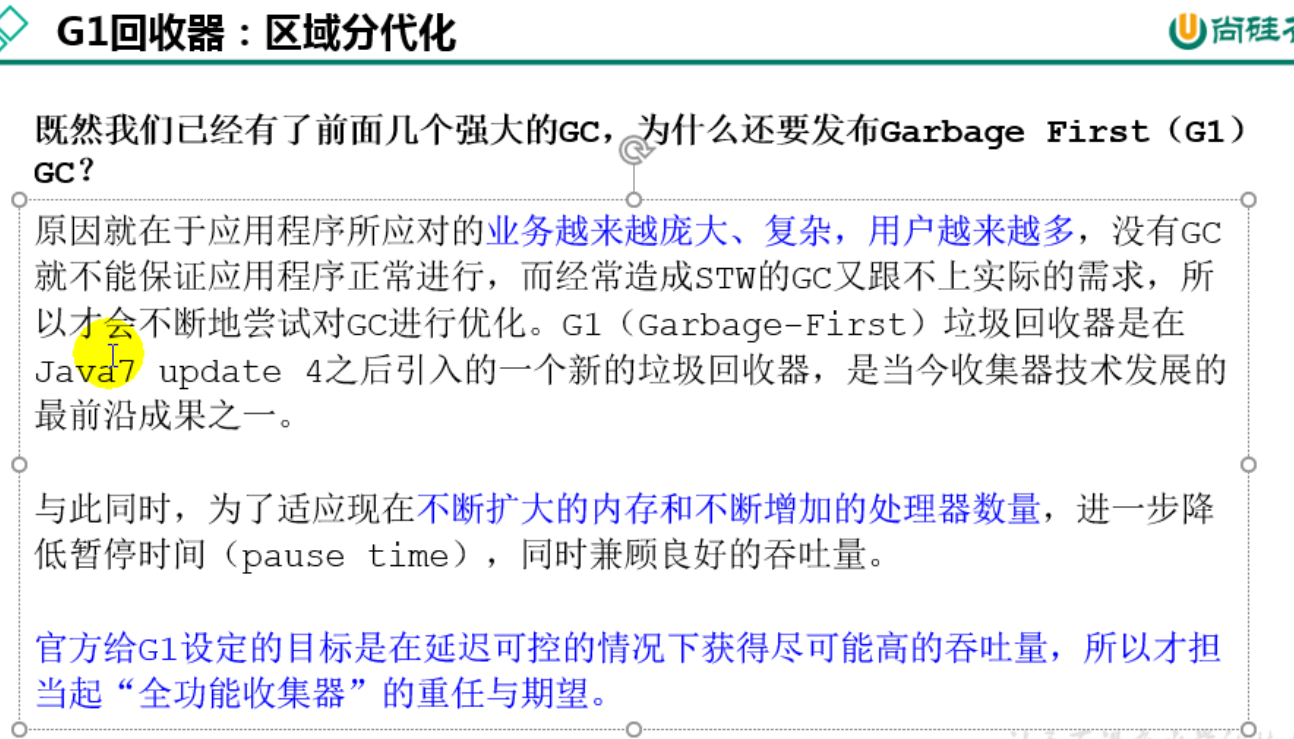 G1回收器：区域分代化
尚硅
既然我们已经有了前面几个强大的GC，为什么还要发布Garbage First（G1）
GC？
原因就在于应用程序所应对的业务越来越庞大、复杂，用户越来越多，没有GC
就不能保证应用程序正常进行，而经常造成STW的GC又跟不上实际的需求，所
以才会不断地尝试对GC进行优化。G1（Garbage-First）垃圾回收器是在
Java7 update 4之后引入的一个新的垃圾回收器，是当今收集器技术发展的
最前沿成果之一。
与此同时，为了适应现在不断扩大的内存和不断增加的处理器数量，进一步降
低暂停时间（pause time），同时兼顾良好的吞吐量。
官方给G1设定的目标是在延迟可控的情况下获得尽可能高的吞吐量，所以才担
当起“全功能收集器”的重任与期望。